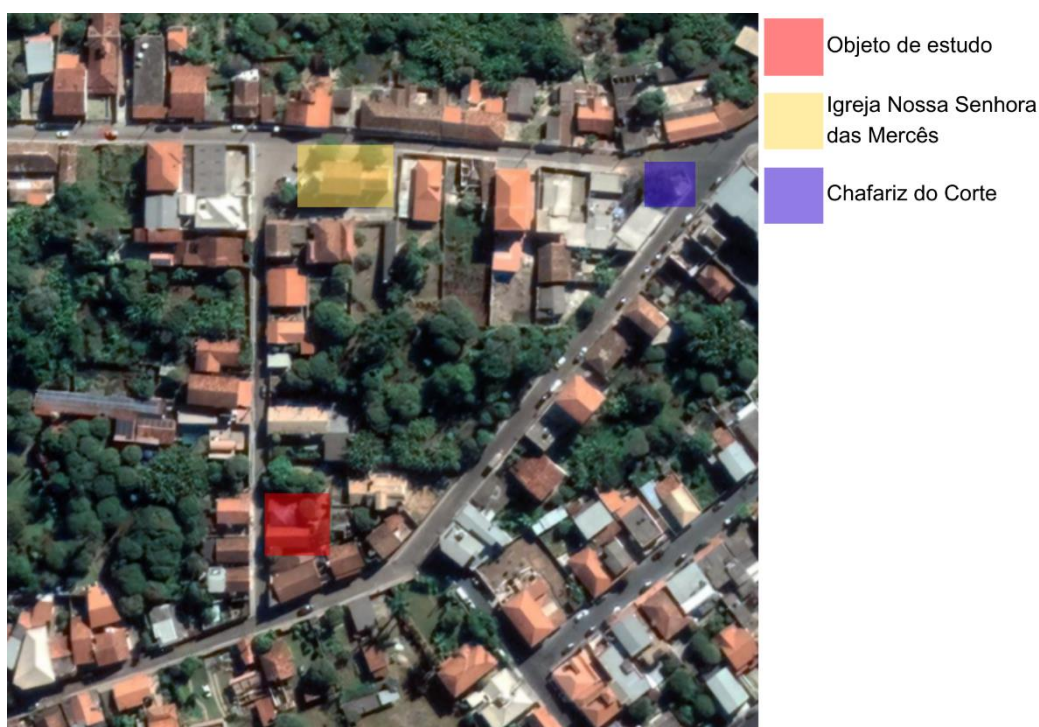 Objeto de estudo
Igreja Nossa Senhora
das Mercês
Chafariz do Corte